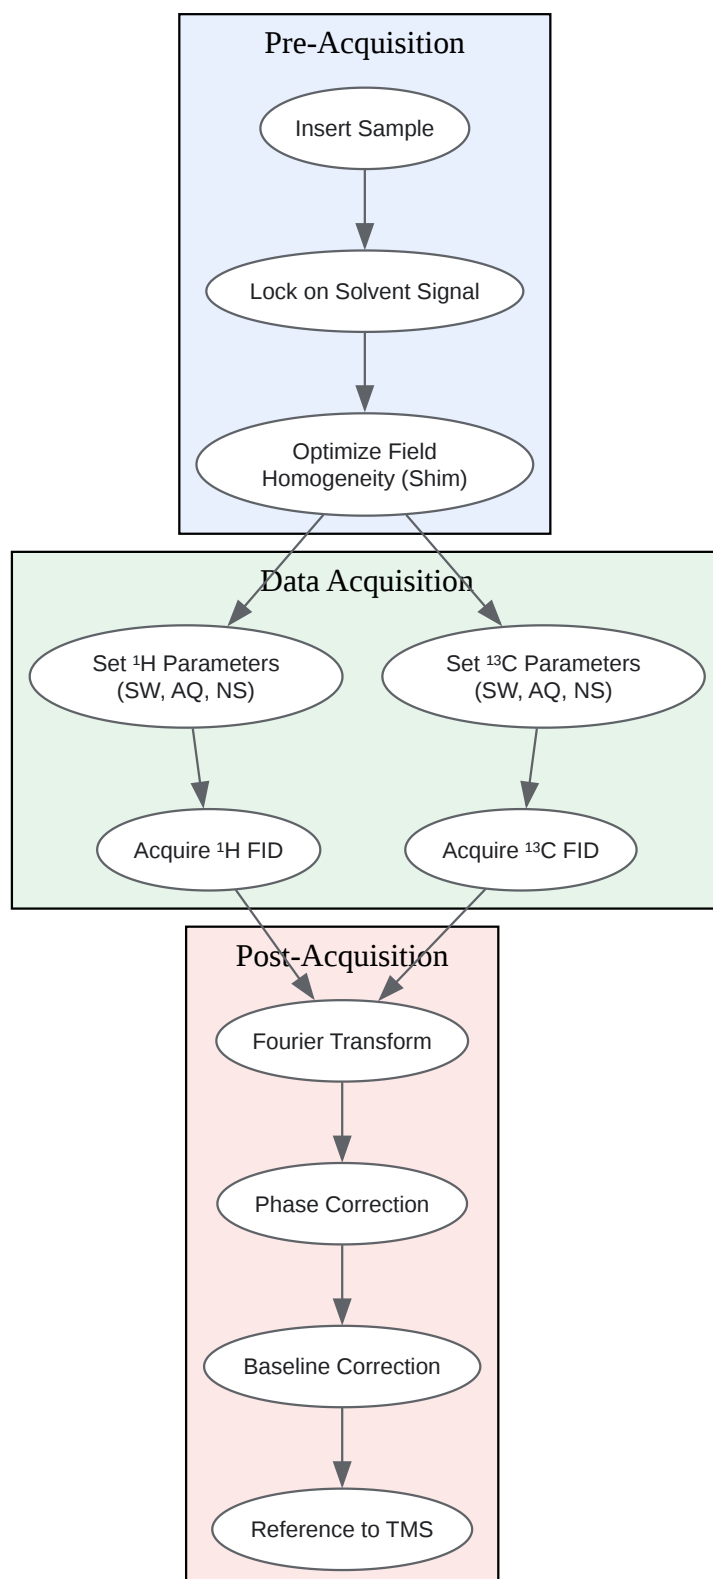 Pre-Acquisition
Insert Sample
Lock on Solvent Signal
Optimize Field
Homogeneity (Shim)
Data Acquisition
Set ¹H Parameters
(SW, AQ, NS)
Set ¹³C Parameters
(SW, AQ, NS)
Acquire ¹H FID
Acquire ¹³C FID
Post-Acquisition
Fourier Transform
Phase Correction
Baseline Correction
Reference to TMS